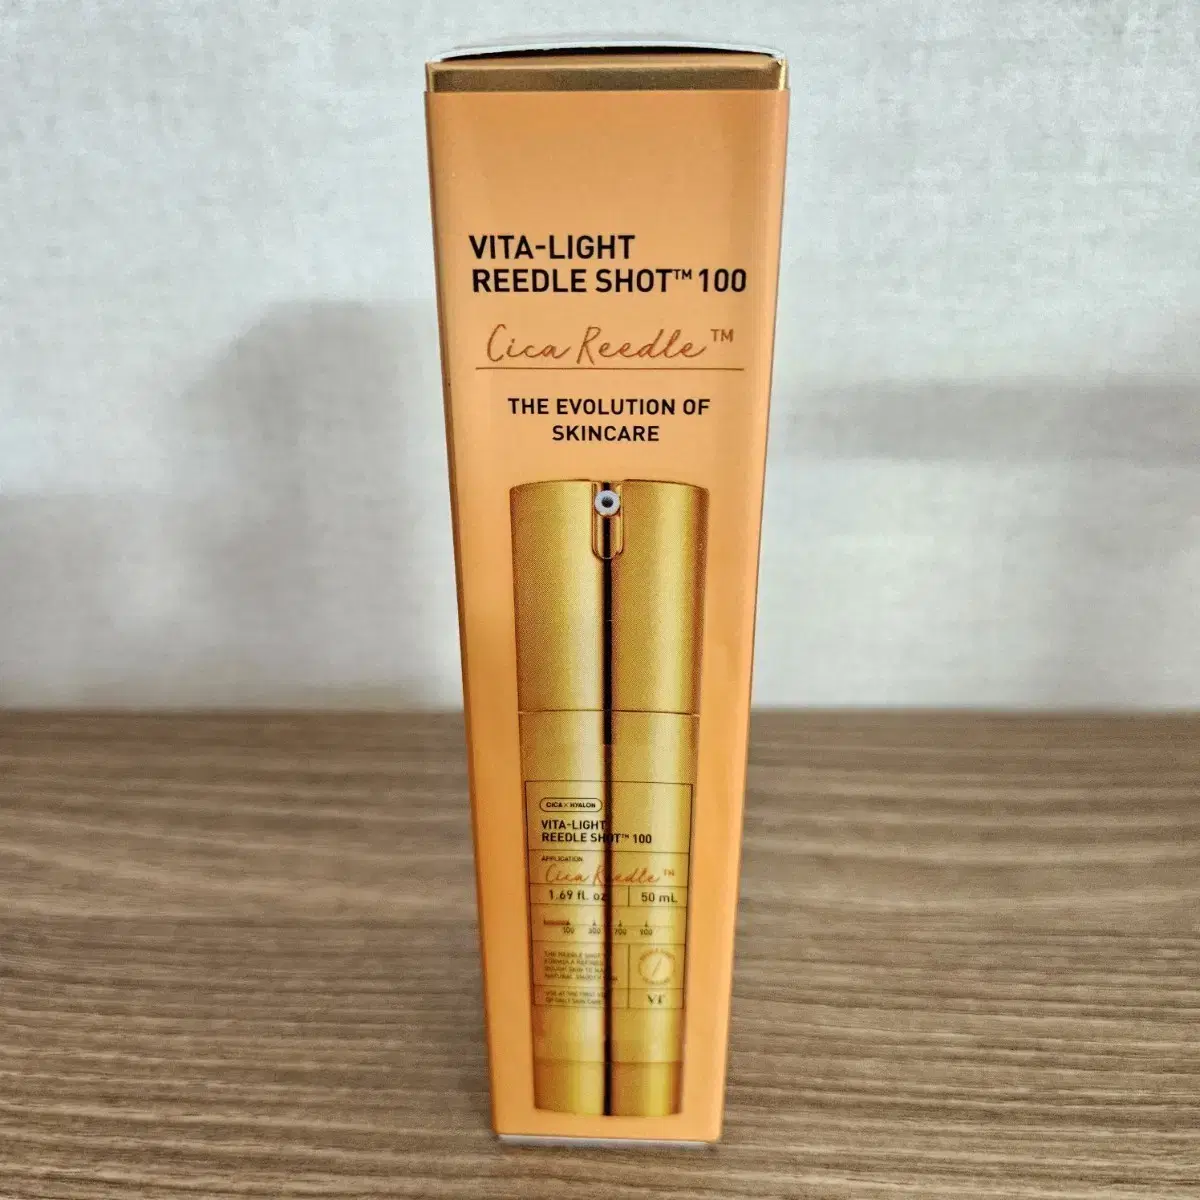 VITA-LIGHT
REEDLE SHOT™ 100
Cica Reedle™
THE EVOLUTION OF
SKINCARE
CICA × HYALON
VITA-LIGHT
REEDLE SHOT™ 100
APPLICATION
Cica Reedle™
1.69 fl. oz
50 mL
100 300 700 900
VT